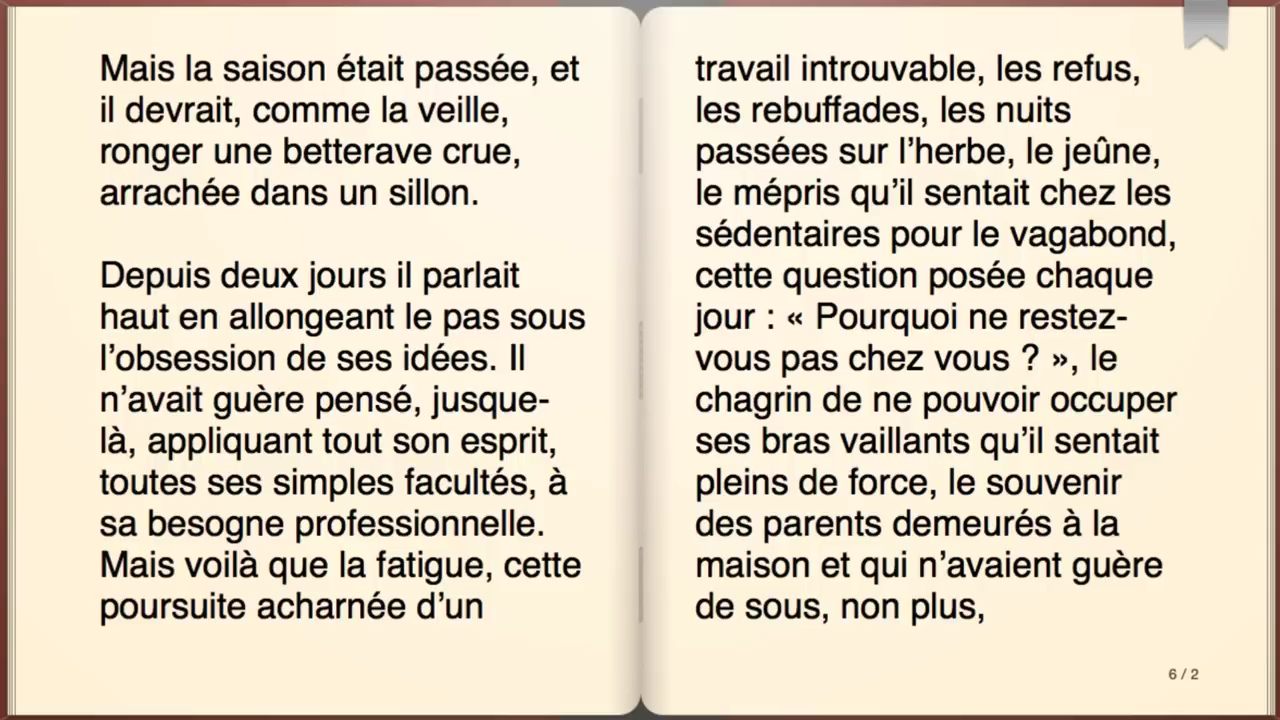 Mais la saison était passée, et
il devrait, comme la veille,
ronger une betterave crue,
arrachée dans un sillon.
Depuis deux jours il parlait
haut en allongeant le pas sous
l’obsession de ses idées. Il
n’avait guère pensé, jusque-
là, appliquant tout son esprit,
toutes ses simples facultés, à
sa besogne professionnelle.
Mais voilà que la fatigue, cette
poursuite acharnée d’un
travail introuvable, les refus,
les rebuffades, les nuits
passées sur l’herbe, le jeûne,
le mépris qu’il sentait chez les
sédentaires pour le vagabond,
cette question posée chaque
jour : « Pourquoi ne restez-
vous pas chez vous ? », le
chagrin de ne pouvoir occuper
ses bras vaillants qu’il sentait
pleins de force, le souvenir
des parents demeurés à la
maison et qui n’avaient guère
de sous, non plus,
6 / 2